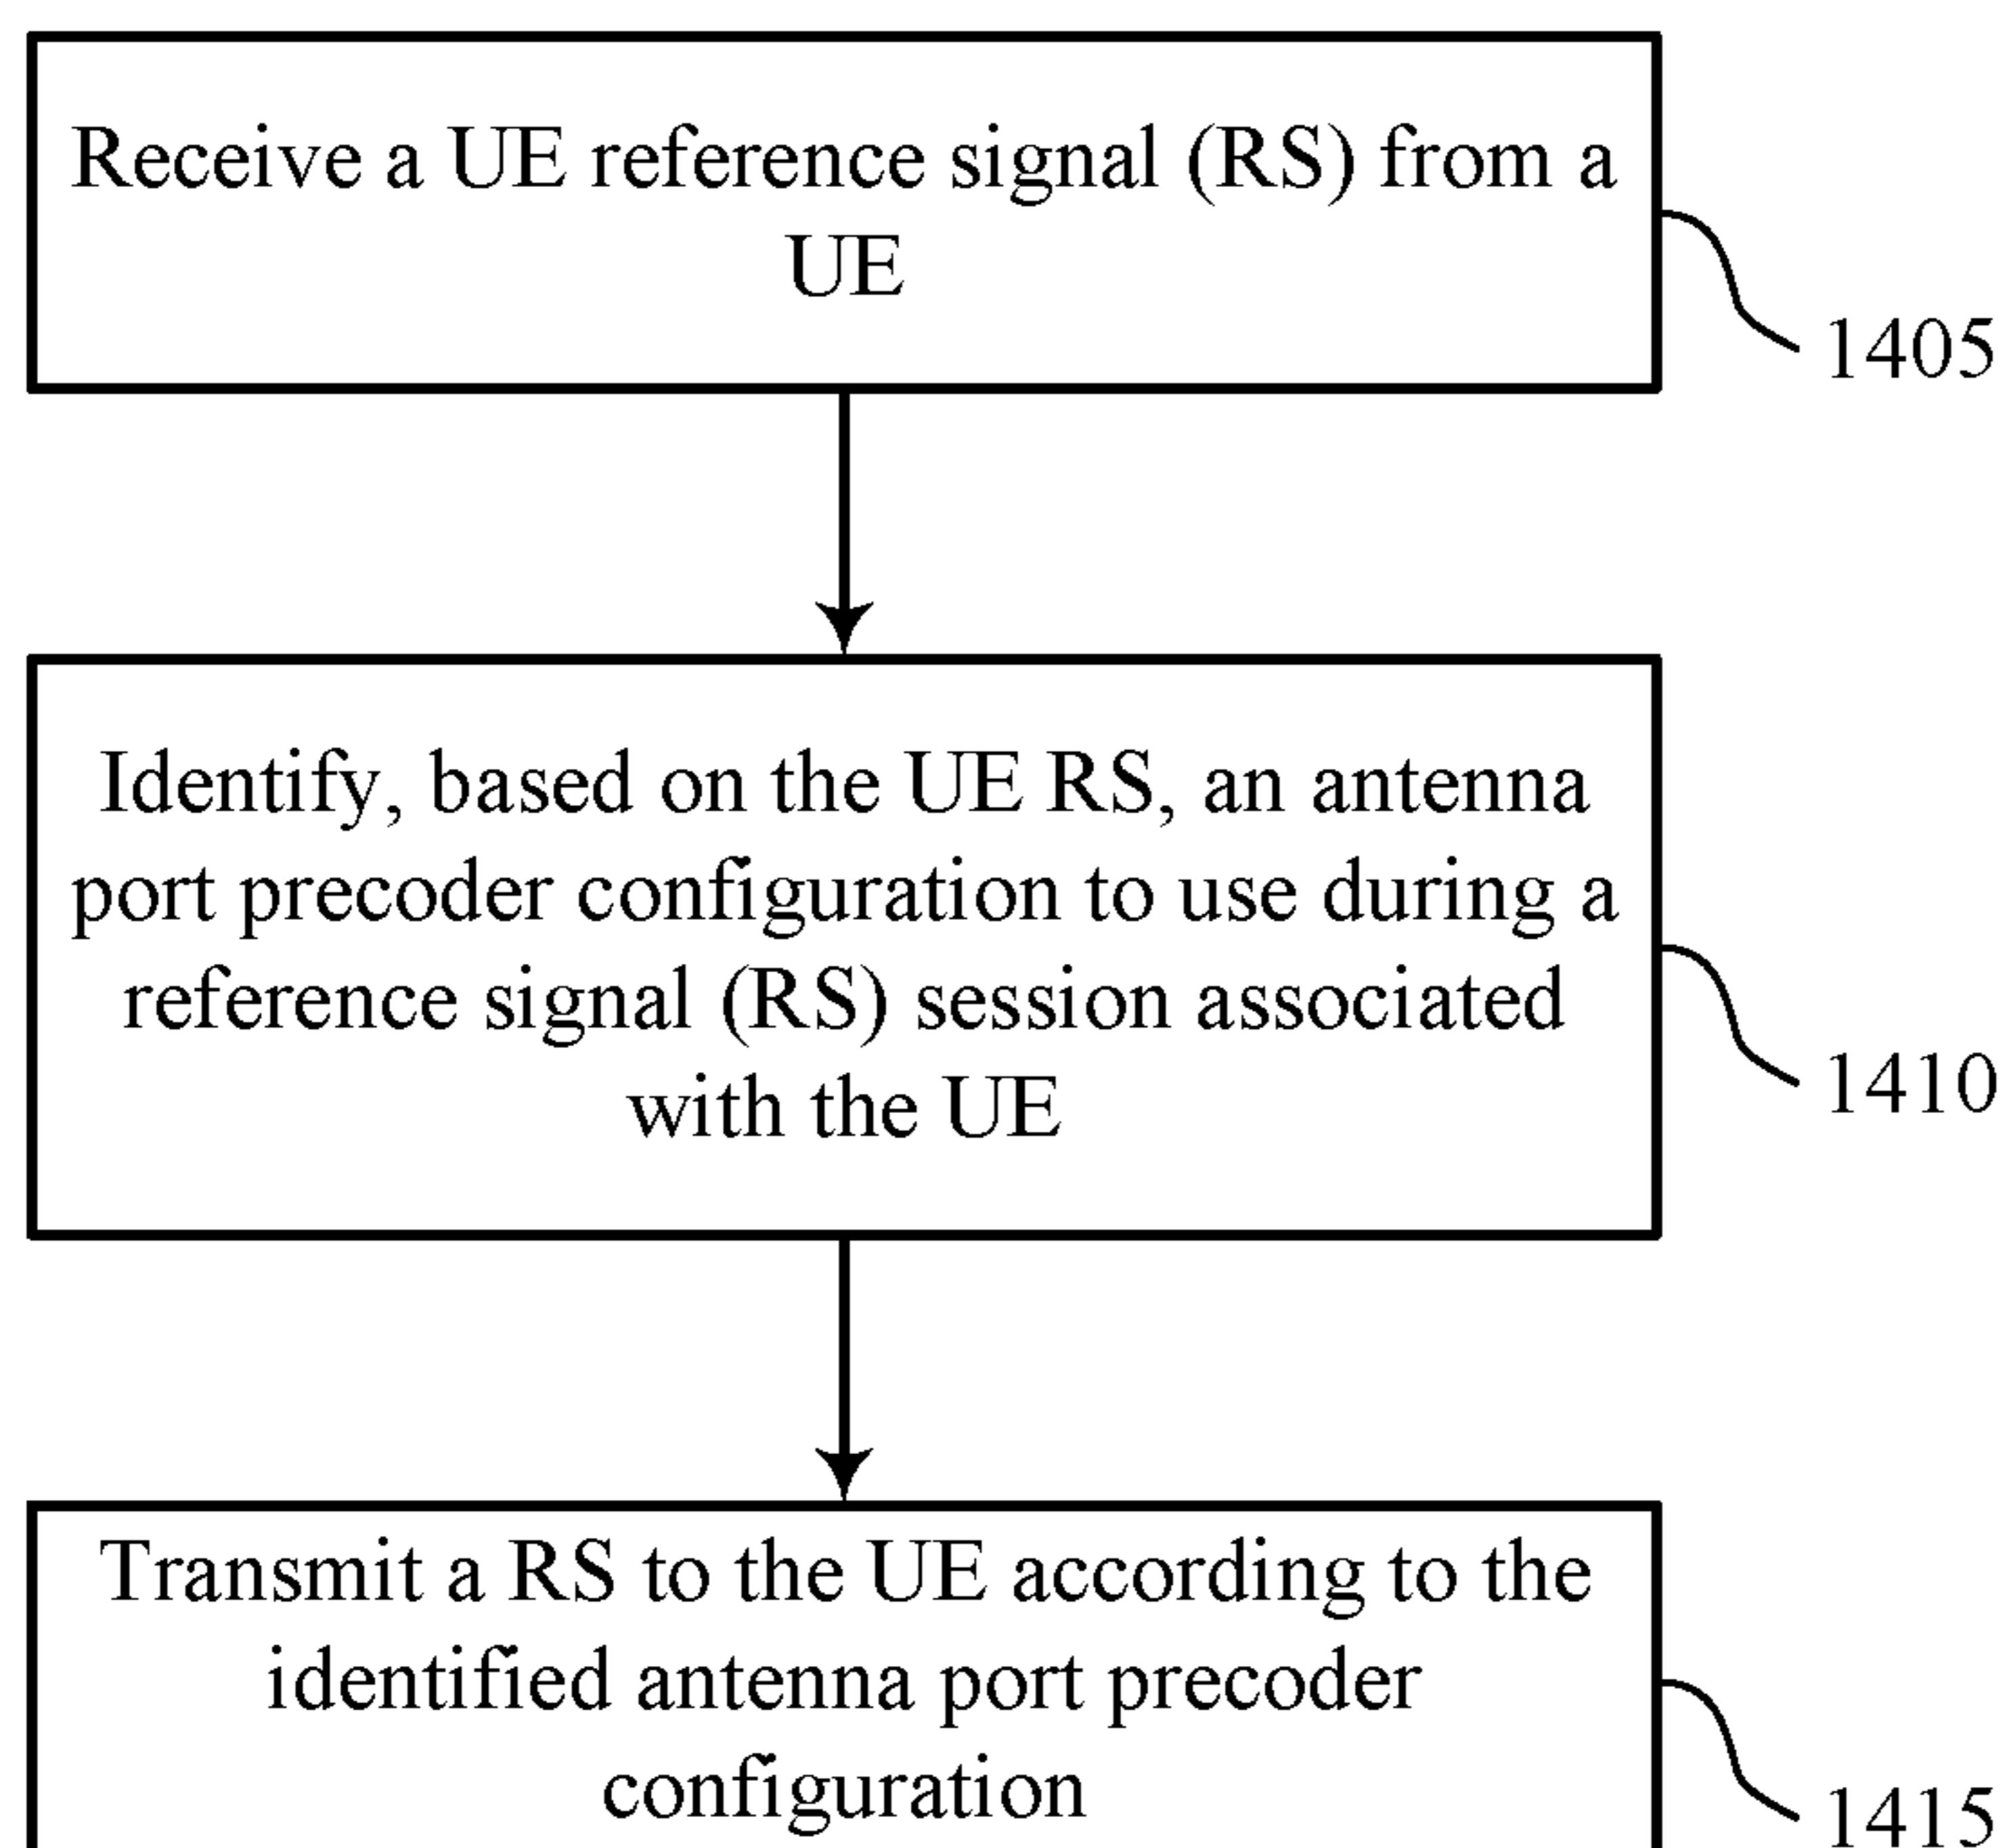 Receive a UE reference signal (RS) from a
UE
1405
Identify, based on the UE RS, an antenna
port precoder configuration to use during a
reference signal (RS) session associated
with the UE
1410
Transmit a RS to the UE according to the
identified antenna port precoder
configuration
1415